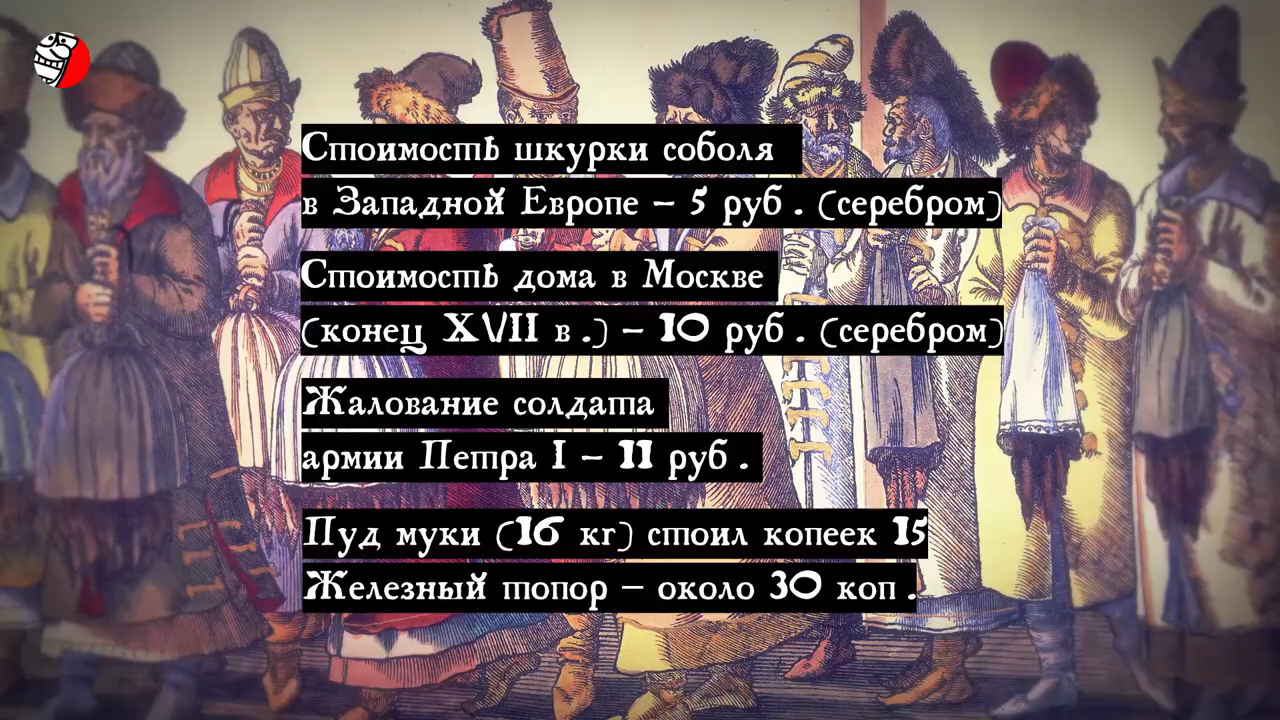 Стоимость шкурки соболя
в Западной Европе – 5 руб. (серебром)
Стоимость дома в Москве
(конец XVII в.) – 10 руб. (серебром)
Жалование солдата
армии Петра I – 11 руб.
Пуд муки (16 кг) стоил копеек 15
Железный топор – около 30 коп.